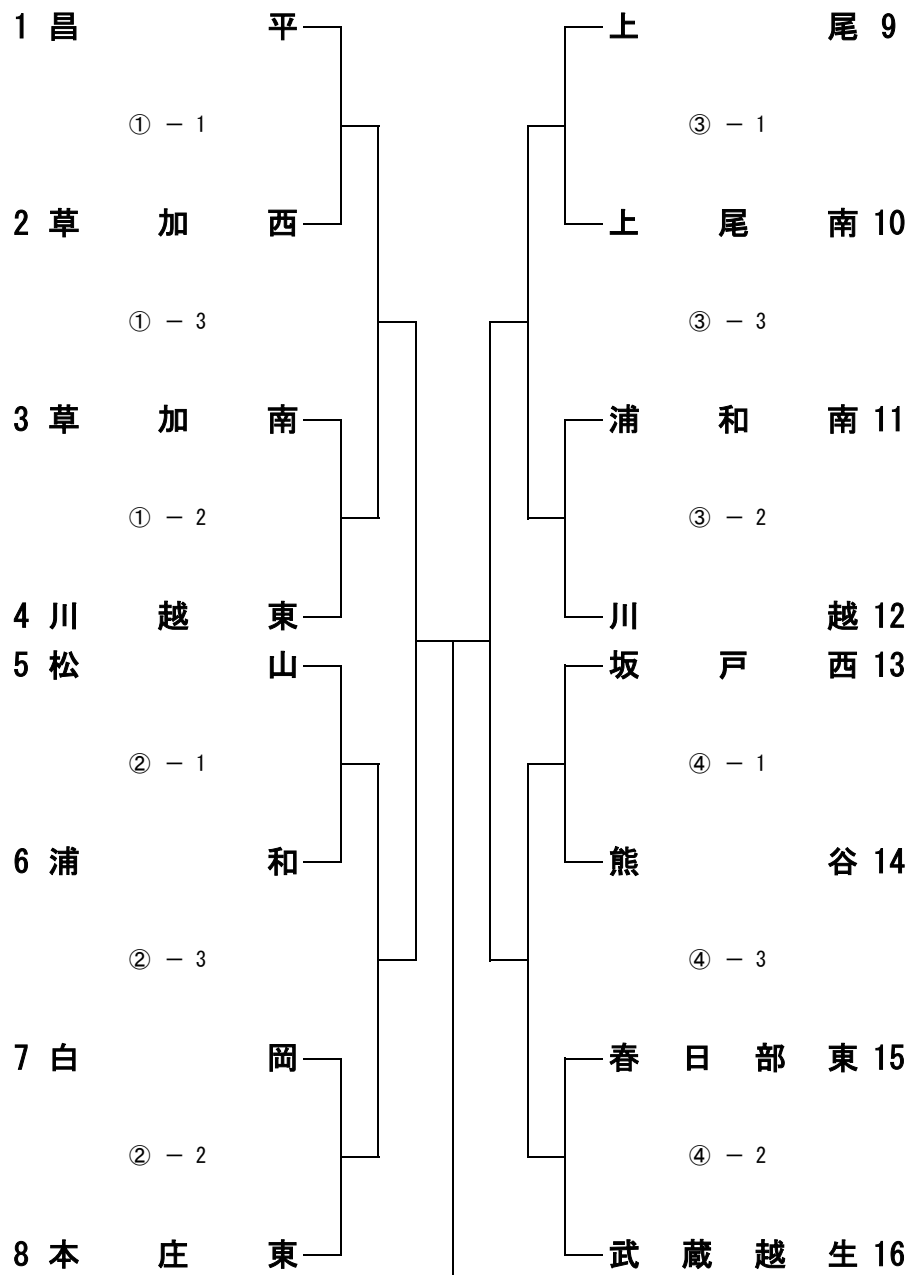 1 昌平
① － 1
2 草加西
① － 3
3 草加南
① － 2
4 川越東
5 松山
② － 1
6 浦和
② － 3
7 白岡
② － 2
8 本庄東
上尾 9
③ － 1
上尾南 10
③ － 3
浦和南 11
③ － 2
川越 12
坂戸西 13
④ － 1
熊谷 14
④ － 3
春日部東 15
④ － 2
武蔵越生 16